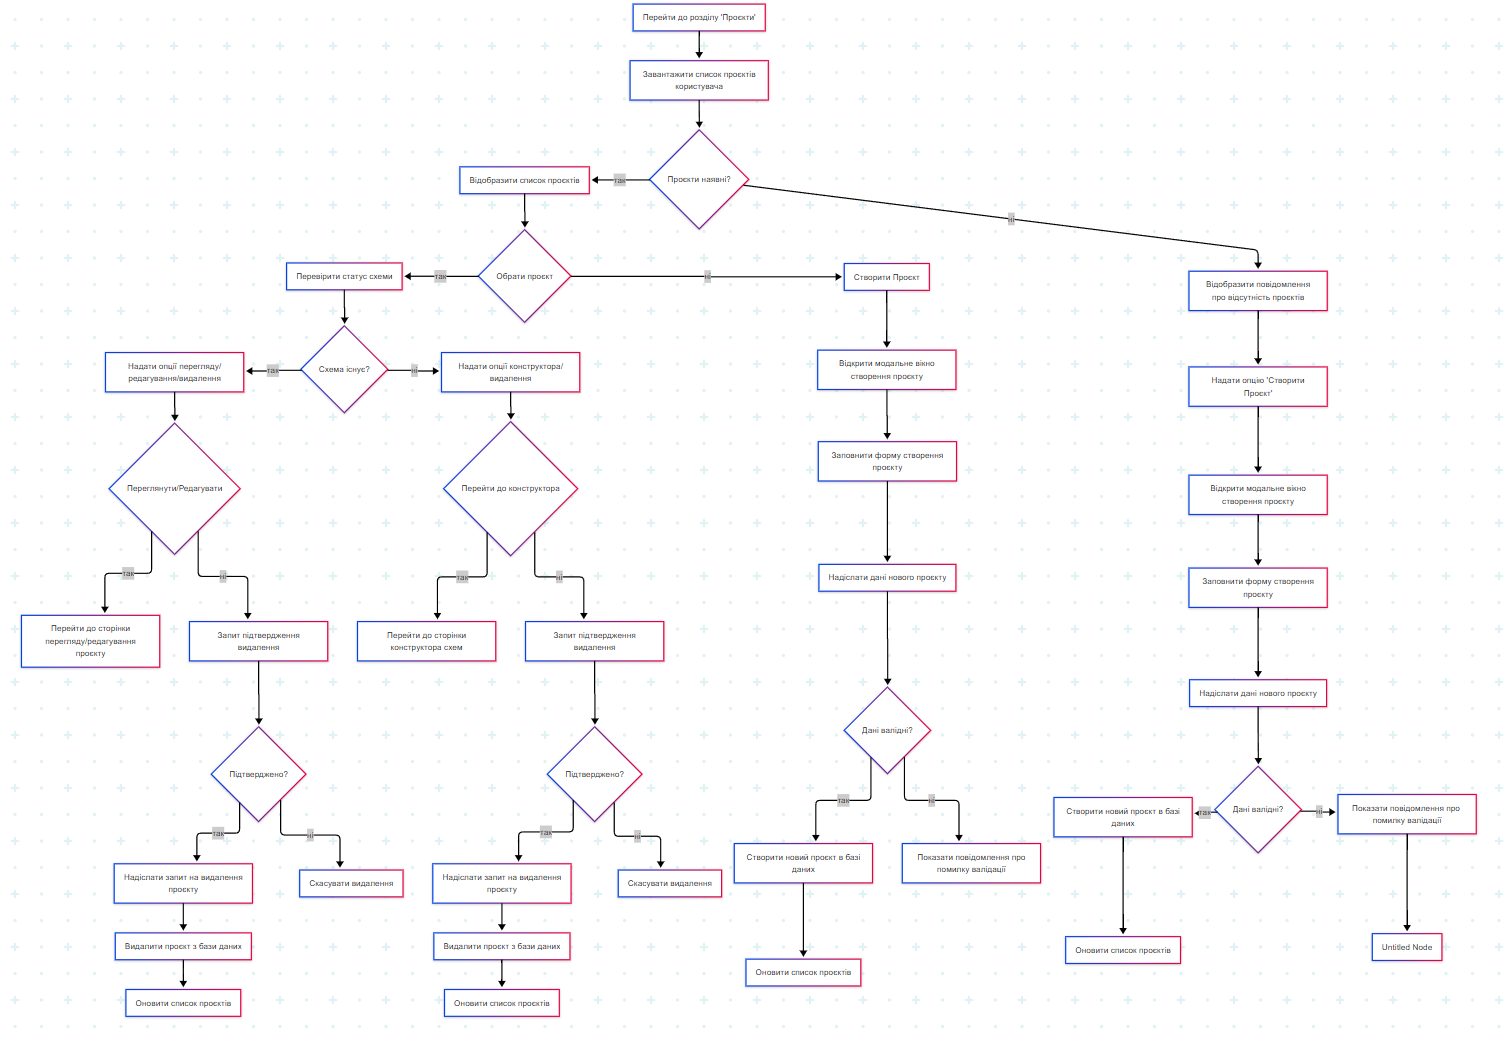 Перейти до розділу 'Проєкти'
Завантажити список проєктів
користувача
Проєкти наявні?
так
Відобразити список проєктів
ні
Обрати проєкт
так
Перевірити статус схеми
ні
Створити Проєкт
Відобразити повідомлення
про відсутність проєктів
Схема існує?
так
Надати опції перегляду/
редагування/видалення
ні
Надати опції конструктора/
видалення
Відкрити модальне вікно
створення проєкту
Надати опцію 'Створити
Проєкт'
Переглянути/Редагувати
Перейти до конструктора
Заповнити форму створення
проєкту
Відкрити модальне вікно
створення проєкту
так
ні
так
ні
Надіслати дані нового проєкту
Заповнити форму створення
проєкту
Перейти до сторінки
перегляду/редагування
проєкту
Запит підтвердження
видалення
Перейти до сторінки
конструктора схем
Запит підтвердження
видалення
Надіслати дані нового проєкту
Дані валідні?
Підтверджено?
Підтверджено?
Дані валідні?
так
ні
так
ні
так
ні
так
ні
Створити новий проєкт в базі
даних
Показати повідомлення про
помилку валідації
Надіслати запит на видалення
проєкту
Скасувати видалення
Надіслати запит на видалення
проєкту
Скасувати видалення
Створити новий проєкт в базі
даних
Показати повідомлення про
помилку валідації
Видалити проєкт з бази даних
Видалити проєкт з бази даних
Оновити список проєктів
Оновити список проєктів
Оновити список проєктів
Оновити список проєктів
Untitled Node